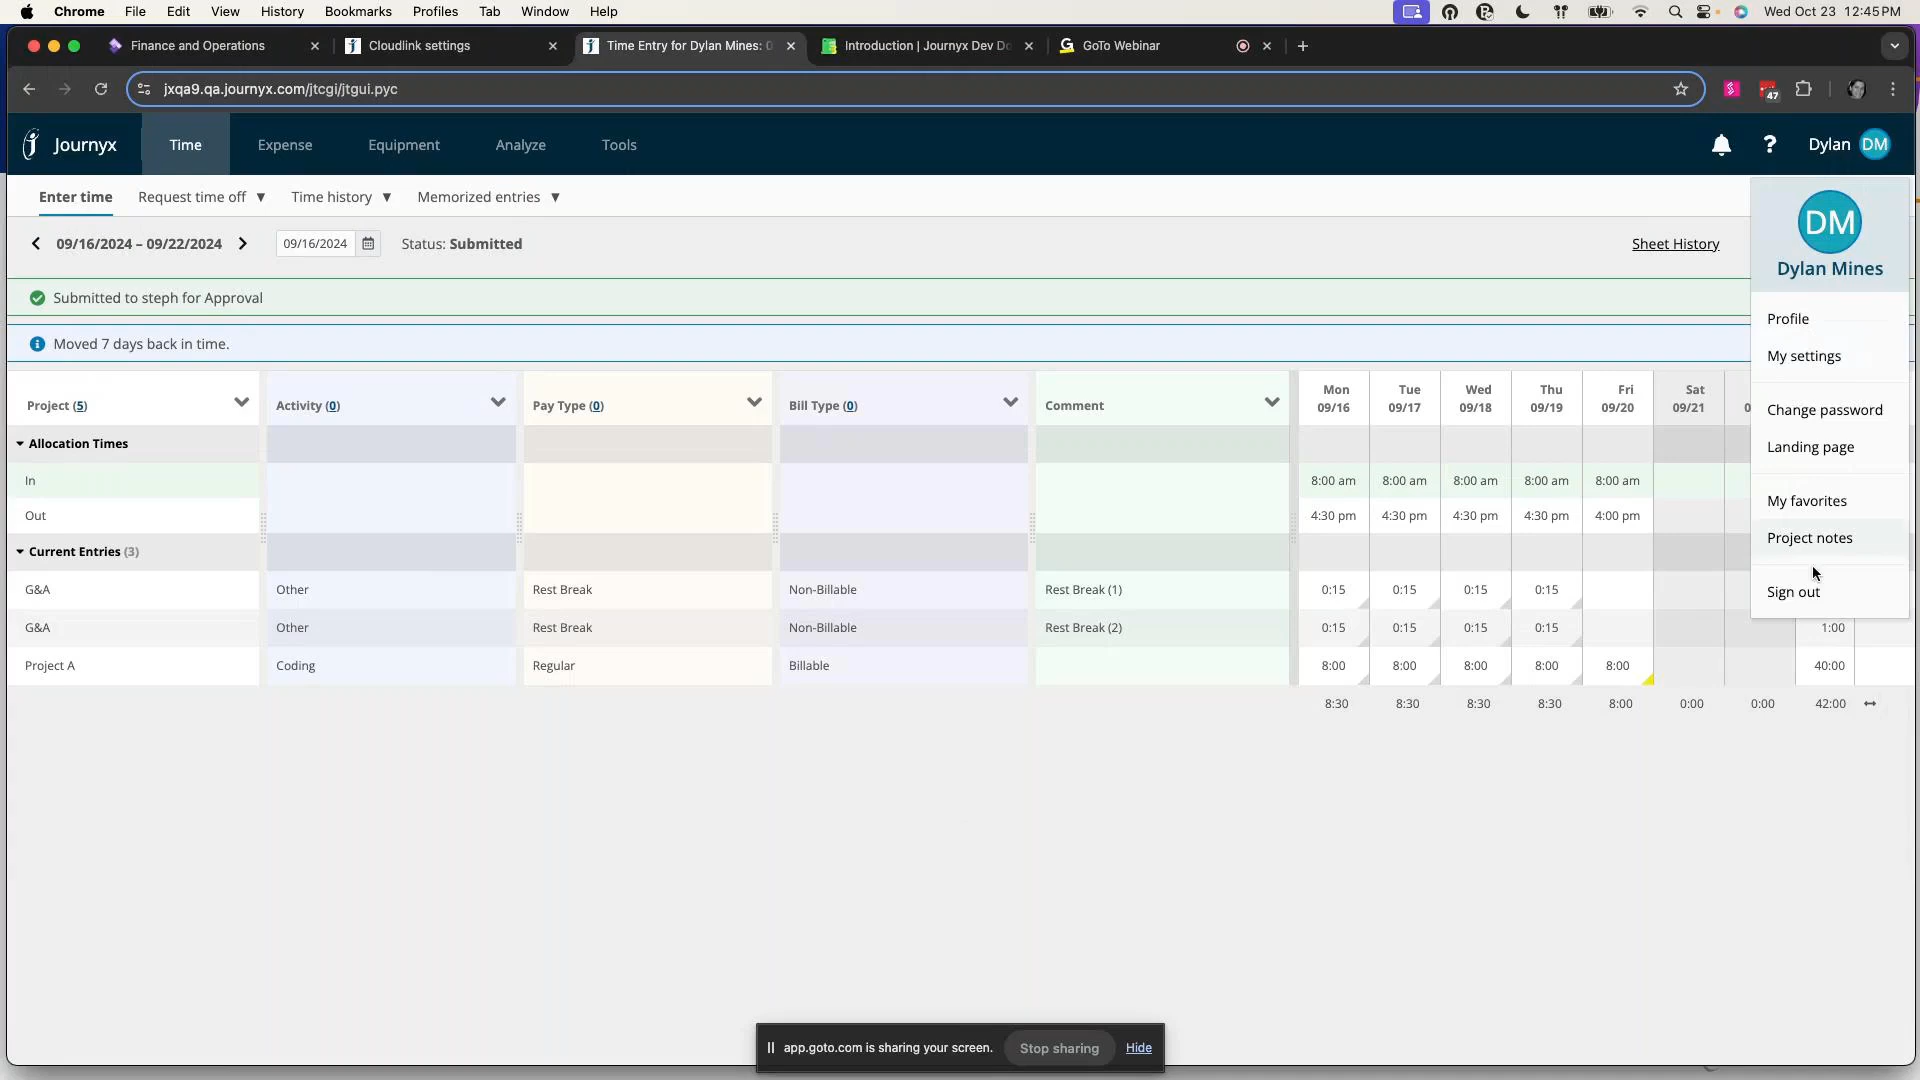 Chrome File Edit View History Bookmarks Profiles Tab Window Help Wed Oct 23 12:45 PM
Finance and Operations Cloudlink settings Time Entry for Dylan Mines: 0 Introduction | Journyx Dev Do GoTo Webinar
jxqa9.qa.journyx.com/jtcgi/jtgui.pyc 47
Journyx Time Expense Equipment Analyze Tools ? Dylan DM
Enter time Request time off Time history Memorized entries
DM
Dylan Mines
09/16/2024 – 09/22/2024 09/16/2024 Status: Submitted Sheet History
Submitted to steph for Approval
Moved 7 days back in time.
Profile
My settings
Change password
Landing page
My favorites
Project notes
Sign out
Project (5) Activity (0) Pay Type (0) Bill Type (0) Comment Mon 09/16 Tue 09/17 Wed 09/18 Thu 09/19 Fri 09/20 Sat 09/21 0
Allocation Times
In 8:00 am 8:00 am 8:00 am 8:00 am 8:00 am
Out 4:30 pm 4:30 pm 4:30 pm 4:30 pm 4:00 pm
Current Entries (3)
G&A Other Rest Break Non-Billable Rest Break (1) 0:15 0:15 0:15 0:15
G&A Other Rest Break Non-Billable Rest Break (2) 0:15 0:15 0:15 0:15 1:00
Project A Coding Regular Billable 8:00 8:00 8:00 8:00 8:00 40:00
8:30 8:30 8:30 8:30 8:00 0:00 0:00 42:00
app.goto.com is sharing your screen. Stop sharing Hide